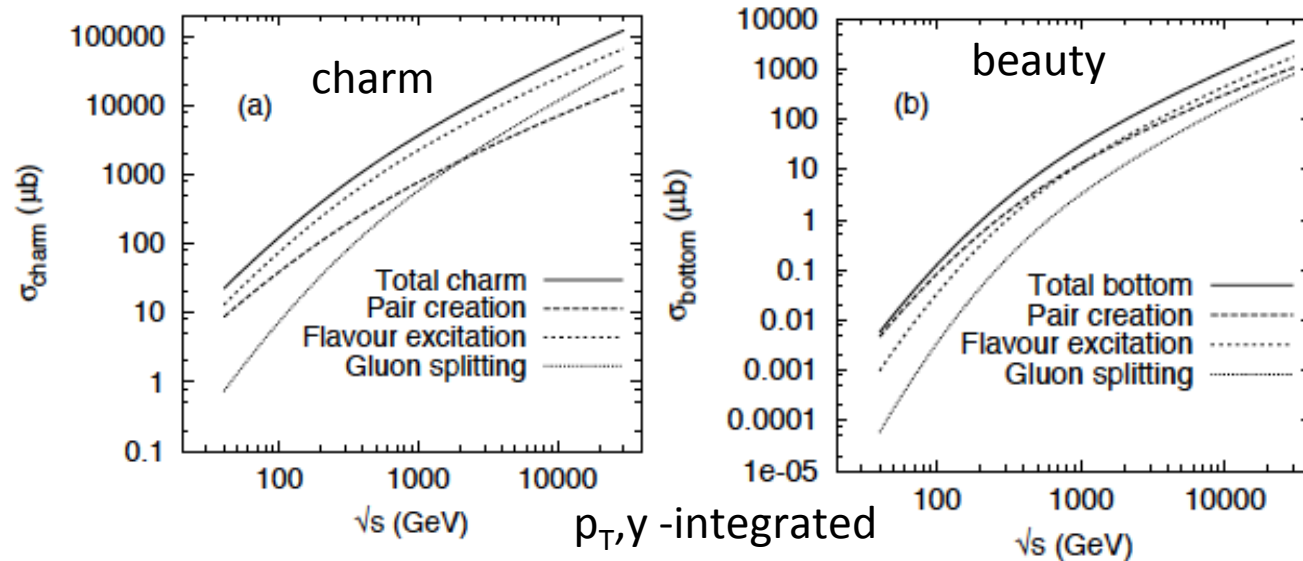 charm
(a)
100000
10000
1000
100
10
1
0.1
σcharm (μb)
Total charm
Pair creation
Flavour excitation
Gluon splitting
100
1000
10000
√s (GeV)
beauty
(b)
10000
1000
100
10
1
0.1
0.01
0.001
0.0001
1e-05
σbottom (μb)
Total bottom
Pair creation
Flavour excitation
Gluon splitting
100
1000
10000
√s (GeV)
pT,y -integrated